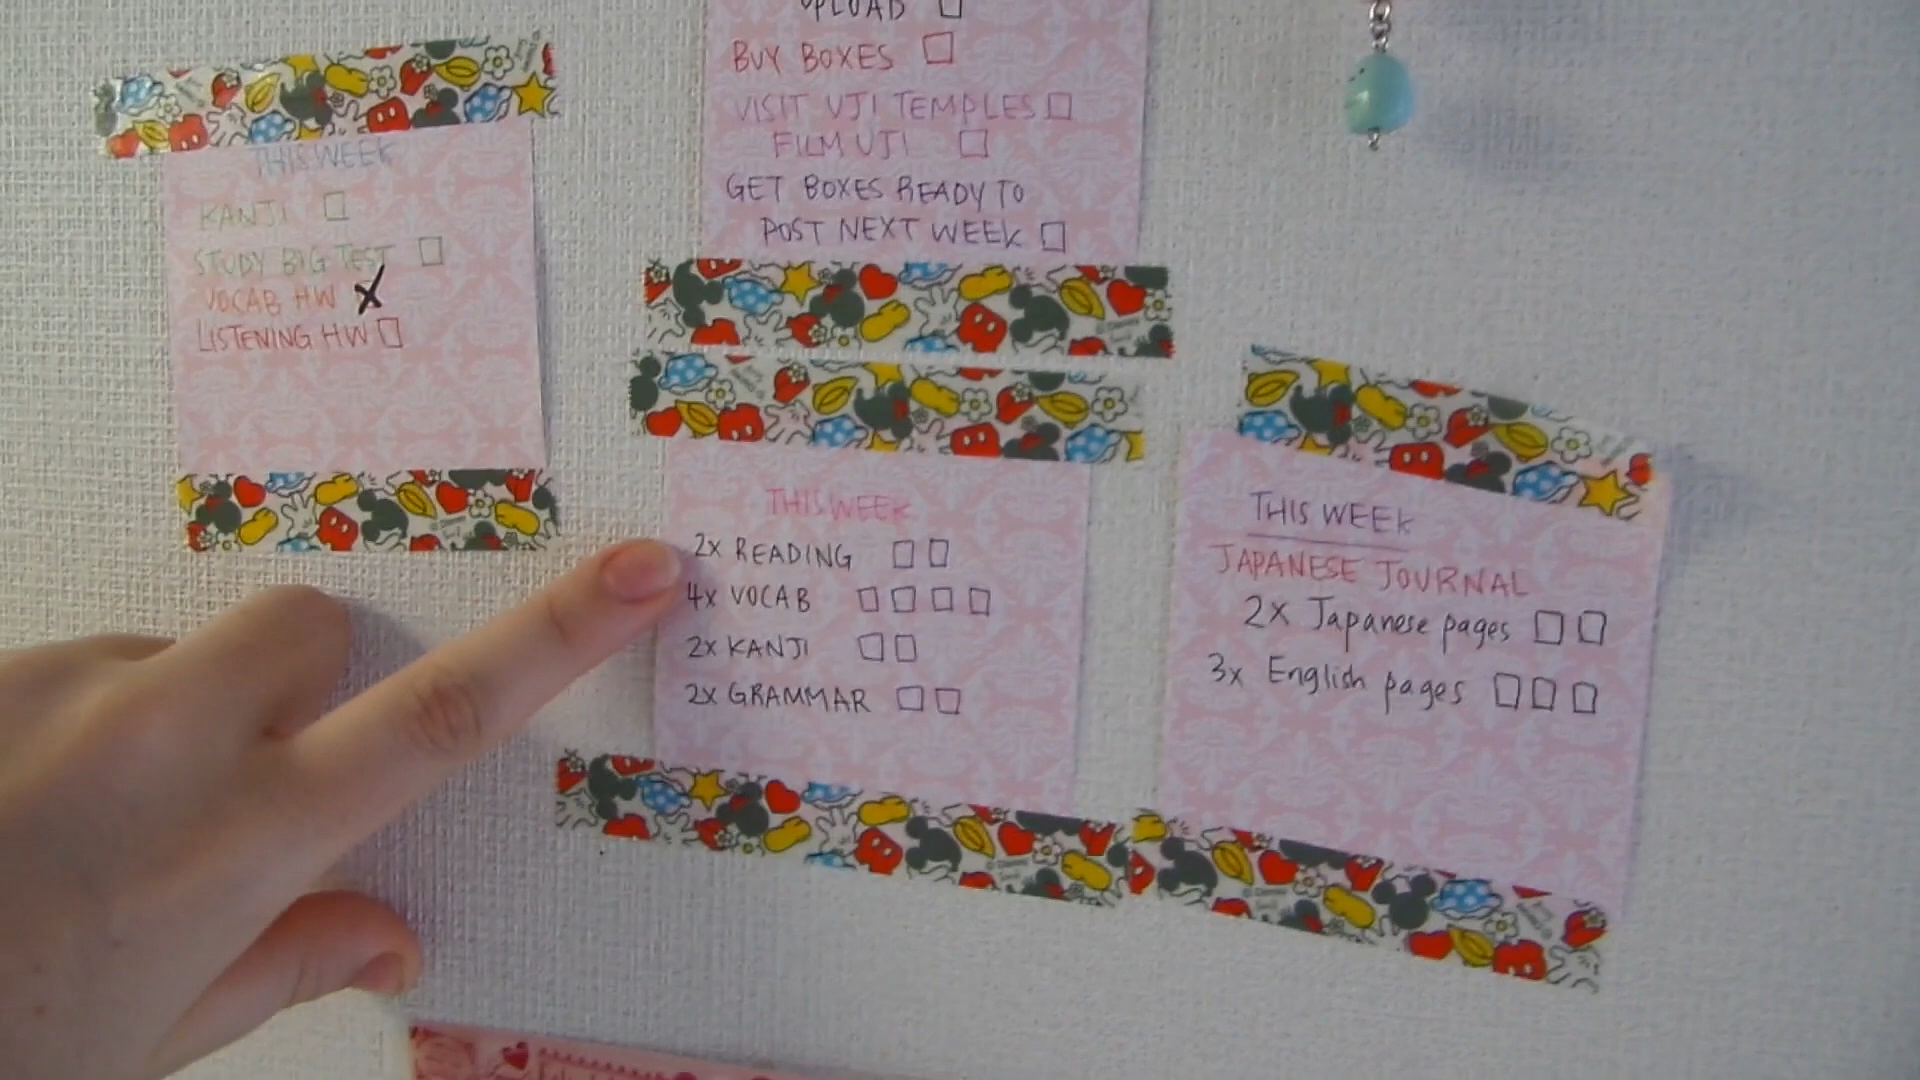 THIS WEEK
KANJI
STUDY BIG TEST
VOCAB HW X
LISTENING HW
UPLOAD
BUY BOXES
VISIT UJI TEMPLES
FILM UJI
GET BOXES READY TO
POST NEXT WEEK
THIS WEEK
2x READING
4x VOCAB
2x KANJI
2x GRAMMAR
THIS WEEK
JAPANESE JOURNAL
2x Japanese pages
3x English pages